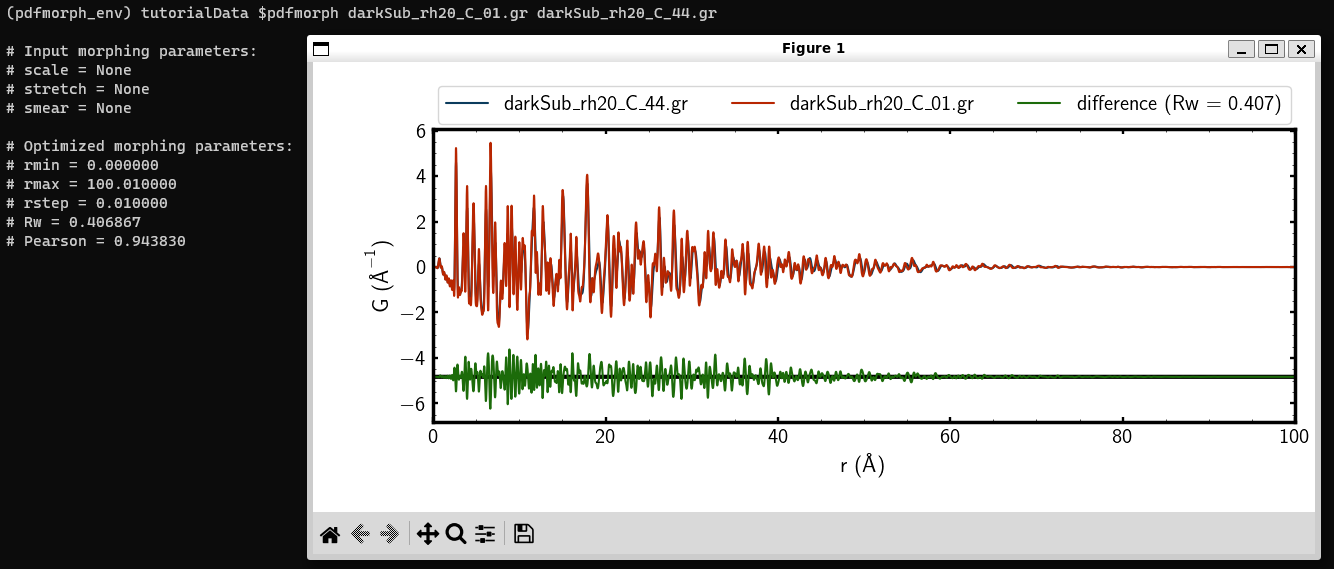 (pdfmorph_env) tutorialData $pdfmorph darkSub_rh20_C_01.gr darkSub_rh20_C_44.gr
# Input morphing parameters:
# scale = None
# stretch = None
# smear = None
# Optimized morphing parameters:
# rmin = 0.000000
# rmax = 100.010000
# rstep = 0.010000
# Rw = 0.406867
# Pearson = 0.943830
Figure 1
darkSub_rh20_C_44.gr darkSub_rh20_C_01.gr difference (Rw = 0.407)
6
4
2
0
−2
−4
−6
G (Å⁻¹)
0 20 40 60 80 100
r (Å)